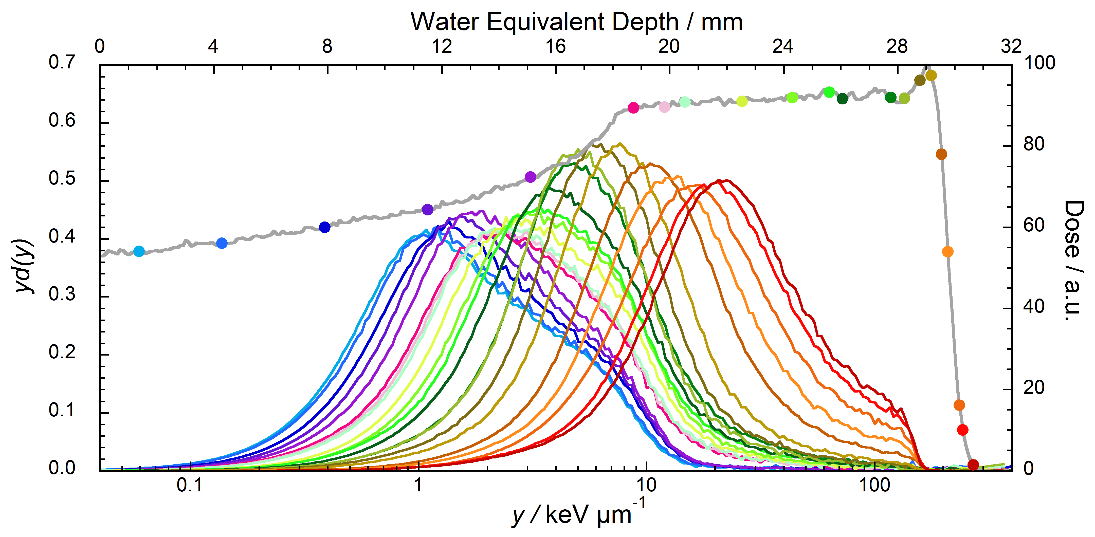 Water Equivalent Depth / mm
0 4 8 12 16 20 24 28 32
0.7 100
0.6
80
0.5
60
0.4
0.3 40
0.2
20
0.1
0.0 0
yd(y)
Dose / a.u.
0.1 1 10 100
y / keV µm⁻¹